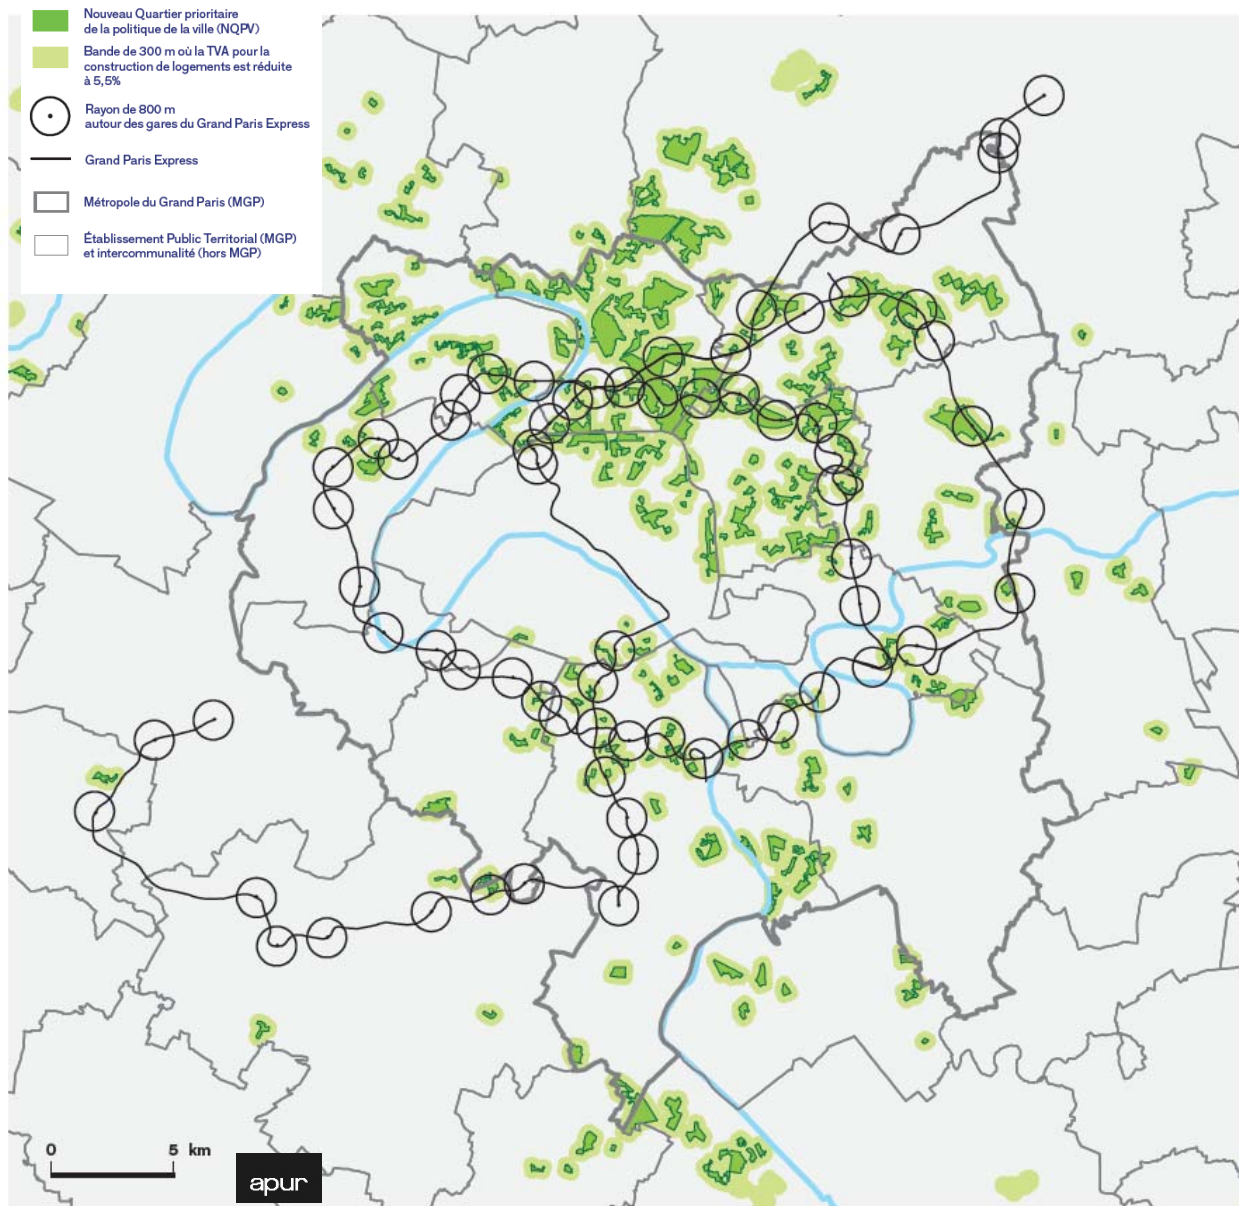 Nouveau Quartier prioritaire
de la politique de la ville (NQPV)
Bande de 300 m où la TVA pour la
construction de logements est réduite
à 5,5%
Rayon de 800 m
autour des gares du Grand Paris Express
Grand Paris Express
Métropole du Grand Paris (MGP)
Établissement Public Territorial (MGP)
et intercommunalité (hors MGP)
0 5 km
apur